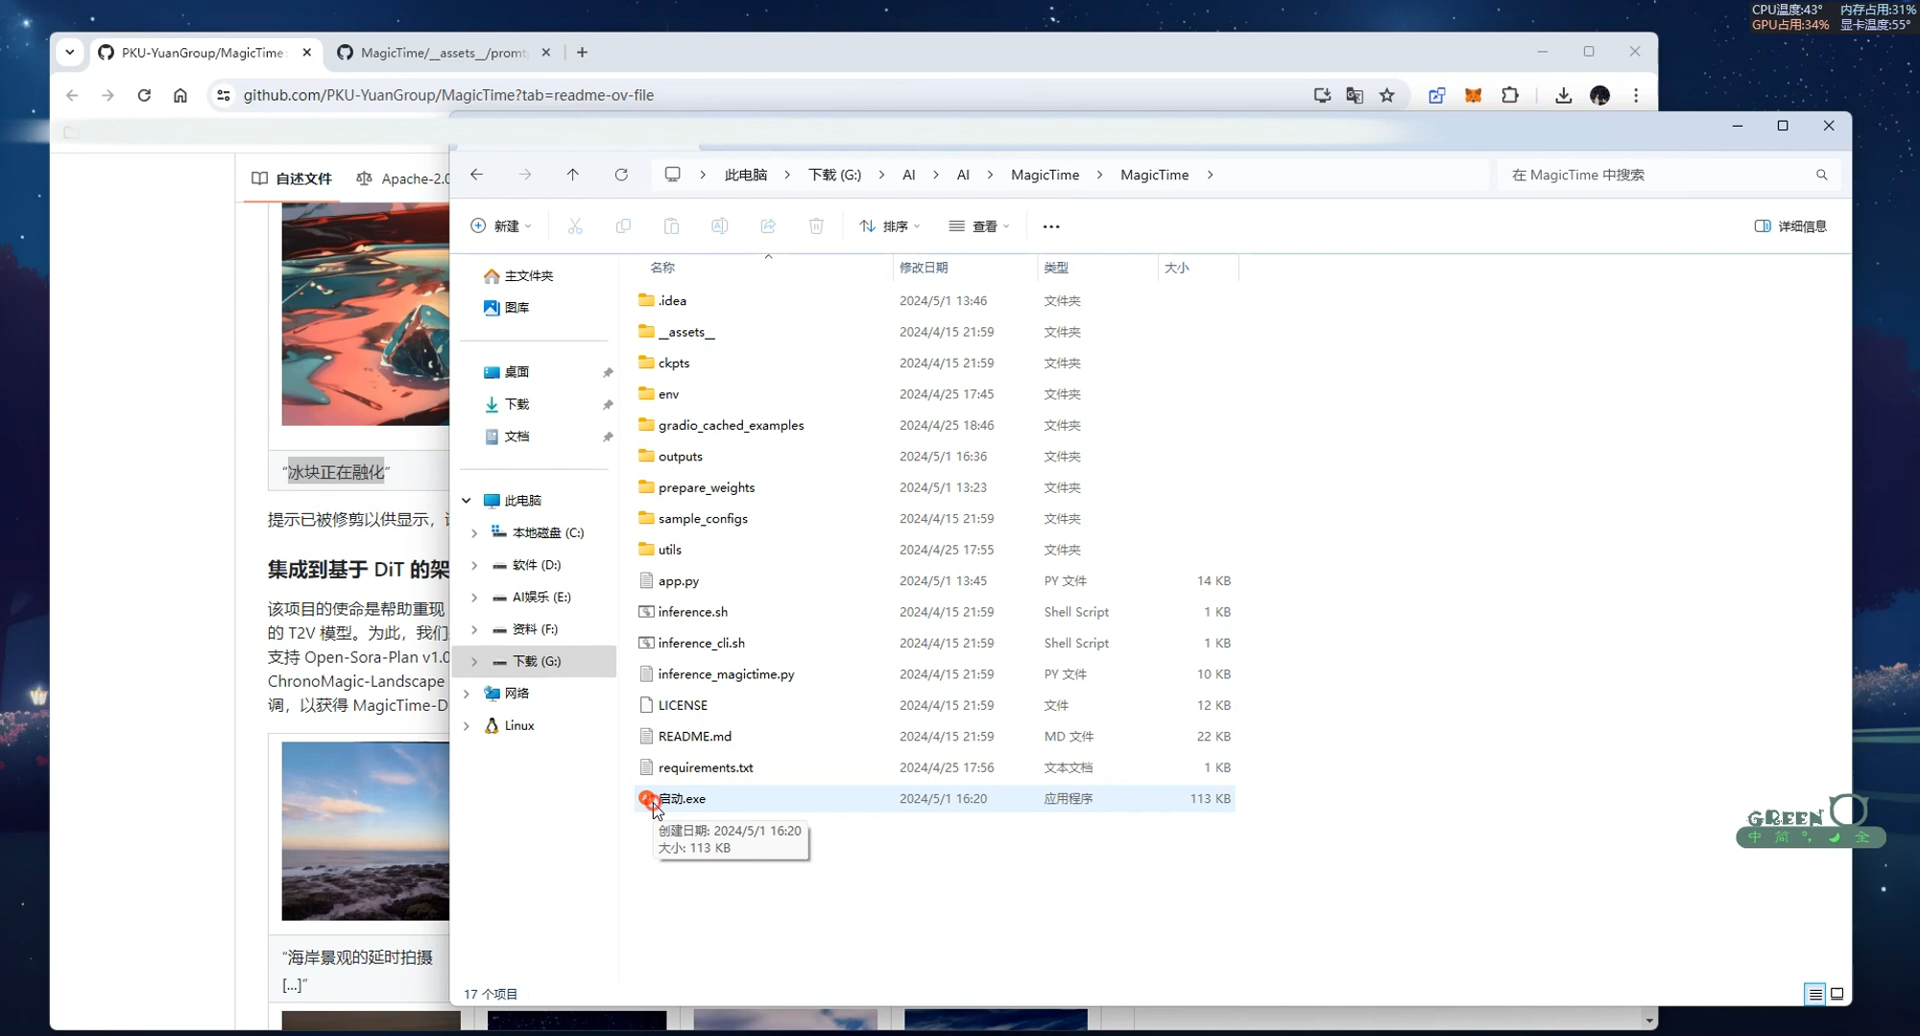 CPU温度:43° 内存占用:31%
GPU占用:34% 显卡温度:55°
PKU-YuanGroup/MagicTime
MagicTime/__assets__/promt
github.com/PKU-YuanGroup/MagicTime?tab=readme-ov-file
自述文件
Apache-2.0
“冰块正在融化”
提示已被修剪以供显示，
集成到基于 DiT 的架
该项目的使命是帮助重现
的 T2V 模型。为此，我们
支持 Open-Sora-Plan v1.0
ChronoMagic-Landscape
调，以获得 MagicTime-D
“海岸景观的延时拍摄
[...]”
此电脑 > 下载 (G:) > AI > AI > MagicTime > MagicTime >
在 MagicTime 中搜索
新建
排序
查看
详细信息
主文件夹
图库
桌面
下载
文档
此电脑
本地磁盘 (C:)
软件 (D:)
AI娱乐 (E:)
资料 (F:)
下载 (G:)
网络
Linux
名称 修改日期 类型 大小
.idea 2024/5/1 13:46 文件夹
__assets__ 2024/4/15 21:59 文件夹
ckpts 2024/4/15 21:59 文件夹
env 2024/4/25 17:45 文件夹
gradio_cached_examples 2024/4/25 18:46 文件夹
outputs 2024/5/1 16:36 文件夹
prepare_weights 2024/5/1 13:23 文件夹
sample_configs 2024/4/15 21:59 文件夹
utils 2024/4/25 17:55 文件夹
app.py 2024/5/1 13:45 PY 文件 14 KB
inference.sh 2024/4/15 21:59 Shell Script 1 KB
inference_cli.sh 2024/4/15 21:59 Shell Script 1 KB
inference_magictime.py 2024/4/15 21:59 PY 文件 10 KB
LICENSE 2024/4/15 21:59 文件 12 KB
README.md 2024/4/15 21:59 MD 文件 22 KB
requirements.txt 2024/4/25 17:56 文本文档 1 KB
启动.exe 2024/5/1 16:20 应用程序 113 KB
创建日期: 2024/5/1 16:20
大小: 113 KB
17 个项目
GREEN
中 简 °, 全